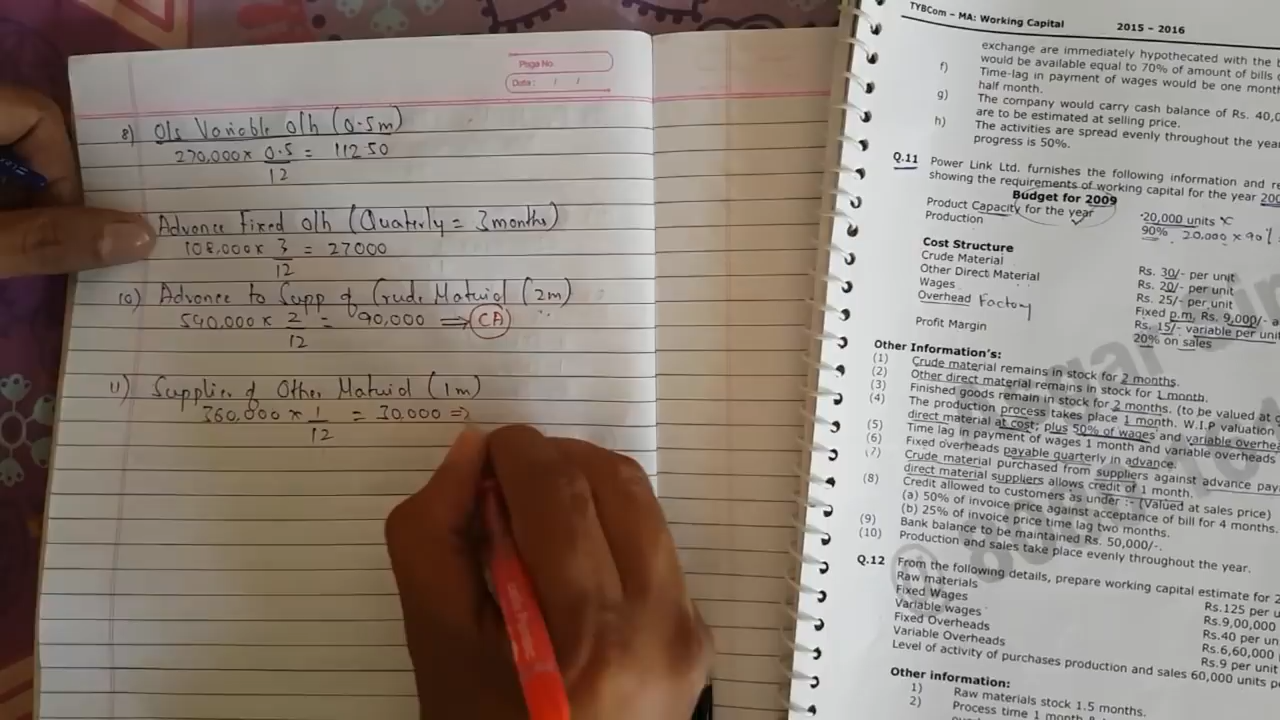 Page No.
Date : / /
8) O/s Variable o/h (0.5m)
270,000 x 0.5 = 11250
12
Advance Fixed o/h (Quaterly = 3 months)
108,000 x 3 = 27000
12
10) Advance to Supp of Crude Material (2m)
540,000 x 2 = 90,000 ⇒ CA
12
11) Supplier of Other Material (1m)
360,000 x 1 = 30,000 ⇒
12
TYBCom – MA: Working Capital 2015 – 2016
exchange are immediately hypothecated with the
would be available equal to 70% of amount of bills
f) Time-lag in payment of wages would be one month
half month.
g) The company would carry cash balance of Rs. 40,0
are to be estimated at selling price.
h) The activities are spread evenly throughout the year
progress is 50%.
Q.11 Power Link Ltd. furnishes the following information and re
showing the requirements of working capital for the year 200
Budget for 2009
Product Capacity for the year 20,000 units
Production 90% 20,000 x 90%
Cost Structure
Crude Material Rs. 30/- per unit
Other Direct Material Rs. 20/- per unit
Wages Rs. 25/- per unit
Overhead Factory Fixed p.m, Rs. 9,000/- a
Rs. 15/- variable per unit
Profit Margin 20% on sales
Other Information's:
(1) Crude material remains in stock for 2 months.
(2) Other direct material remains in stock for 1 month.
(3) Finished goods remain in stock for 2 months. (to be valued at
(4) The production process takes place 1 month. W.I.P valuation
direct material at cost; plus 50% of wages and variable overhe
(5) Time lag in payment of wages 1 month and variable overheads
(6) Fixed overheads payable quarterly in advance.
(7) Crude material purchased from suppliers against advance pay
direct material suppliers allows credit of 1 month.
(8) Credit allowed to customers as under :- (Valued at sales price)
(a) 50% of invoice price against acceptance of bill for 4 months.
(b) 25% of invoice price time lag two months.
(9) Bank balance to be maintained Rs. 50,000/-.
(10) Production and sales take place evenly throughout the year.
Q.12 From the following details, prepare working capital estimate for 2
Raw materials Rs.125 per u
Fixed Wages Rs.9,00,000
Variable wages Rs.40 per un
Fixed Overheads Rs.6,60,000
Variable Overheads Rs.9 per unit
Level of activity of purchases production and sales 60,000 units p
Other information:
1) Raw materials stock 1.5 months.
2) Process time 1 month